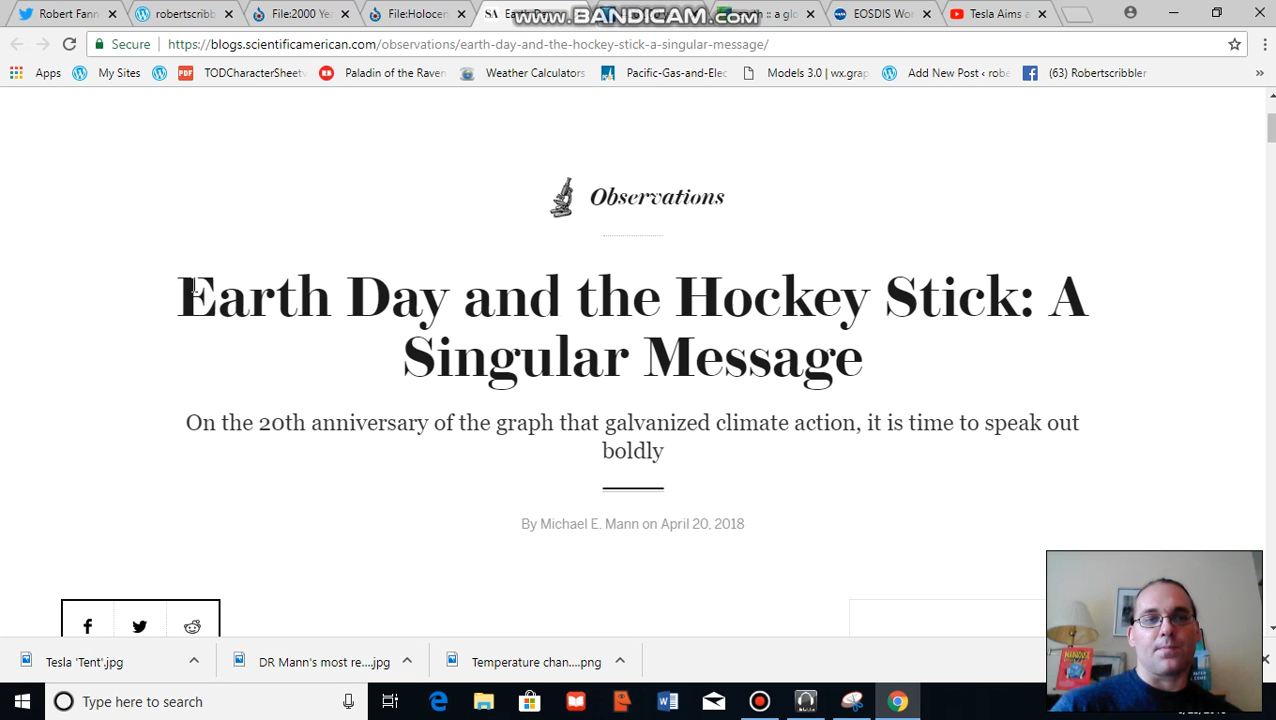 Robert Fann
robertscribb
File:2000 Yea
File:Holocen
SA
Earth D
www.BANDICAM.com
:: a glo
EOSDIS Wor
Tesla Aims a
Secure
https://blogs.scientificamerican.com/observations/earth-day-and-the-hockey-stick-a-singular-message/
Apps
My Sites
PDF
TODCharacterSheet
Paladin of the Raven
Weather Calculators
Pacific-Gas-and-Elec
Models 3.0 | wx.grap
Add New Post ‹ robe
(63) Robertscribbler
»
Observations
Earth Day and the Hockey Stick: A
Singular Message
On the 20th anniversary of the graph that galvanized climate action, it is time to speak out
boldly
By Michael E. Mann on April 20, 2018
Tesla 'Tent'.jpg
DR Mann's most re....jpg
Temperature chan....png
Type here to search